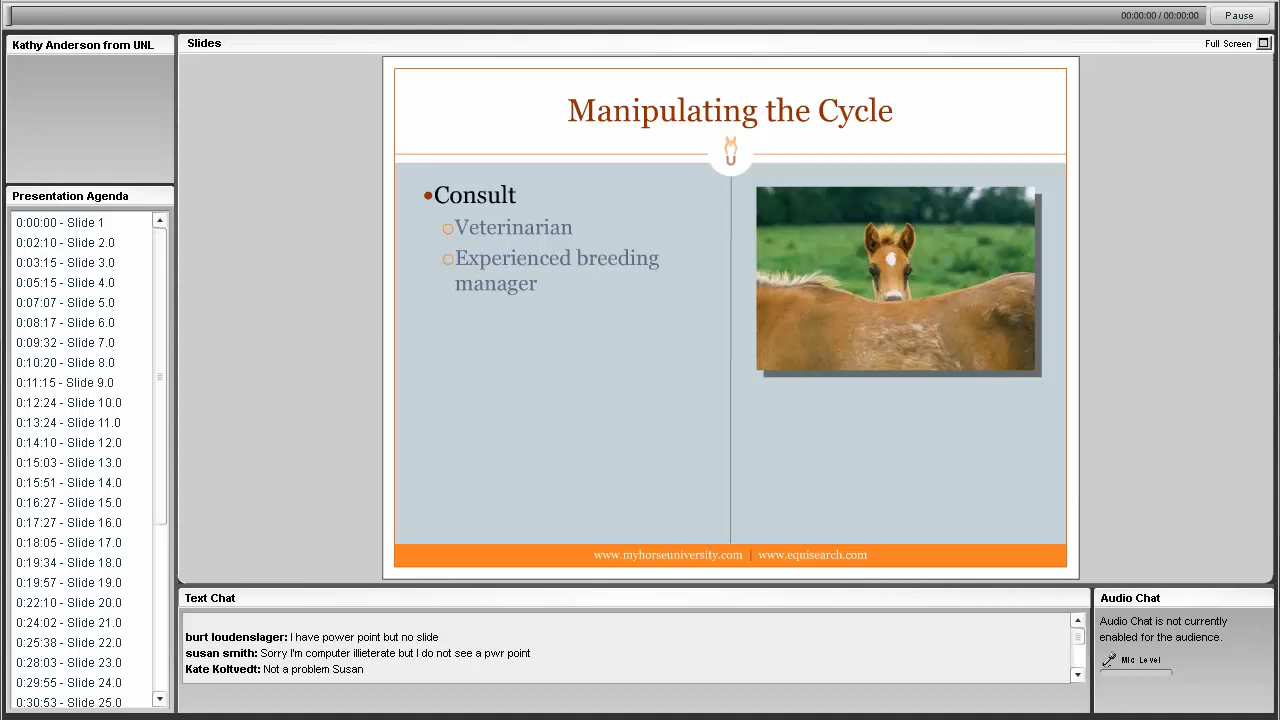 00:00:00 / 00:00:00
Pause
Kathy Anderson from UNL
Slides
Full Screen
Manipulating the Cycle
Consult
Veterinarian
Experienced breeding
manager
www.myhorseuniversity.com | www.equisearch.com
Presentation Agenda
0:00:00 - Slide 1
0:02:10 - Slide 2.0
0:03:15 - Slide 3.0
0:05:15 - Slide 4.0
0:07:07 - Slide 5.0
0:08:17 - Slide 6.0
0:09:32 - Slide 7.0
0:10:20 - Slide 8.0
0:11:15 - Slide 9.0
0:12:24 - Slide 10.0
0:13:24 - Slide 11.0
0:14:10 - Slide 12.0
0:15:03 - Slide 13.0
0:15:51 - Slide 14.0
0:16:27 - Slide 15.0
0:17:27 - Slide 16.0
0:18:05 - Slide 17.0
0:19:34 - Slide 18.0
0:19:57 - Slide 19.0
0:22:10 - Slide 20.0
0:24:02 - Slide 21.0
0:25:38 - Slide 22.0
0:28:03 - Slide 23.0
0:29:55 - Slide 24.0
0:30:53 - Slide 25.0
Text Chat
burt loudenslager: I have power point but no slide
susan smith: Sorry I'm computer illieterate but I do not see a pwr point
Kate Koltvedt: Not a problem Susan
Audio Chat
Audio Chat is not currently
enabled for the audience.
Mic Level